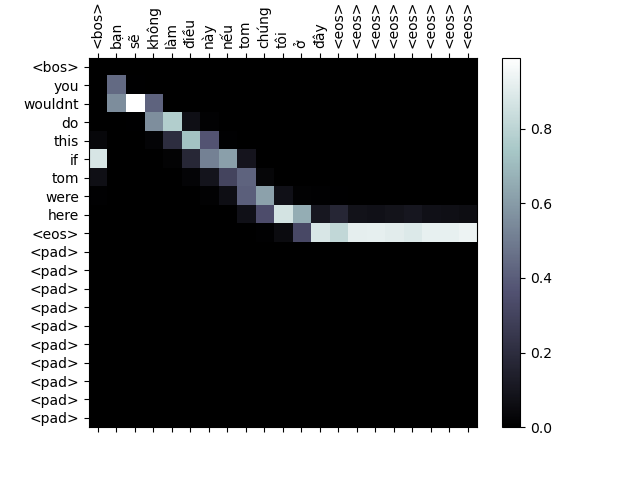 <bos> bạn sẽ không làm điều này nếu tom chúng tôi ở đây <eos> <eos> <eos> <eos> <eos> <eos> <eos> <eos>
<bos>
you
wouldnt
do
this
if
tom
were
here
<eos>
<pad>
<pad>
<pad>
<pad>
<pad>
<pad>
<pad>
<pad>
<pad>
<pad>
0.8
0.6
0.4
0.2
0.0